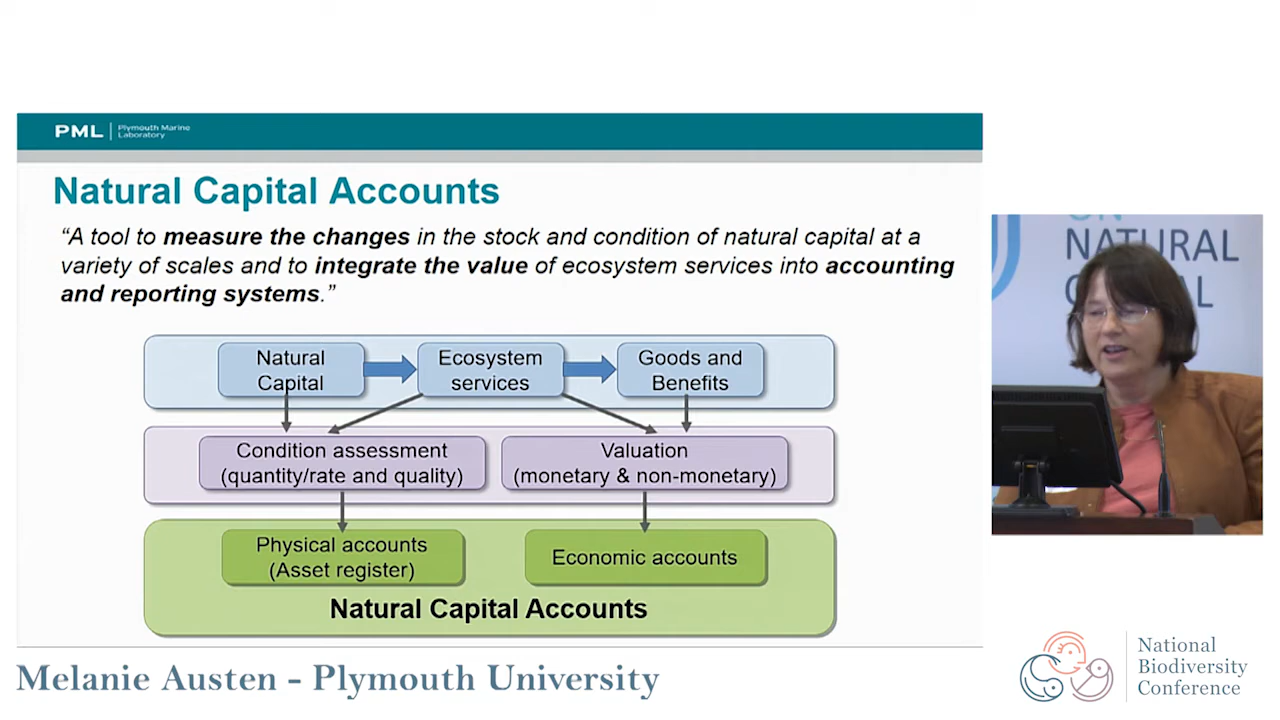 PML | Plymouth Marine
Laboratory
Natural Capital Accounts
“A tool to measure the changes in the stock and condition of natural capital at a
variety of scales and to integrate the value of ecosystem services into accounting
and reporting systems.”
Natural
Capital
Ecosystem
services
Goods and
Benefits
Condition assessment
(quantity/rate and quality)
Valuation
(monetary & non-monetary)
Physical accounts
(Asset register)
Economic accounts
Natural Capital Accounts
ON
NATURAL
Melanie Austen - Plymouth University
National
Biodiversity
Conference